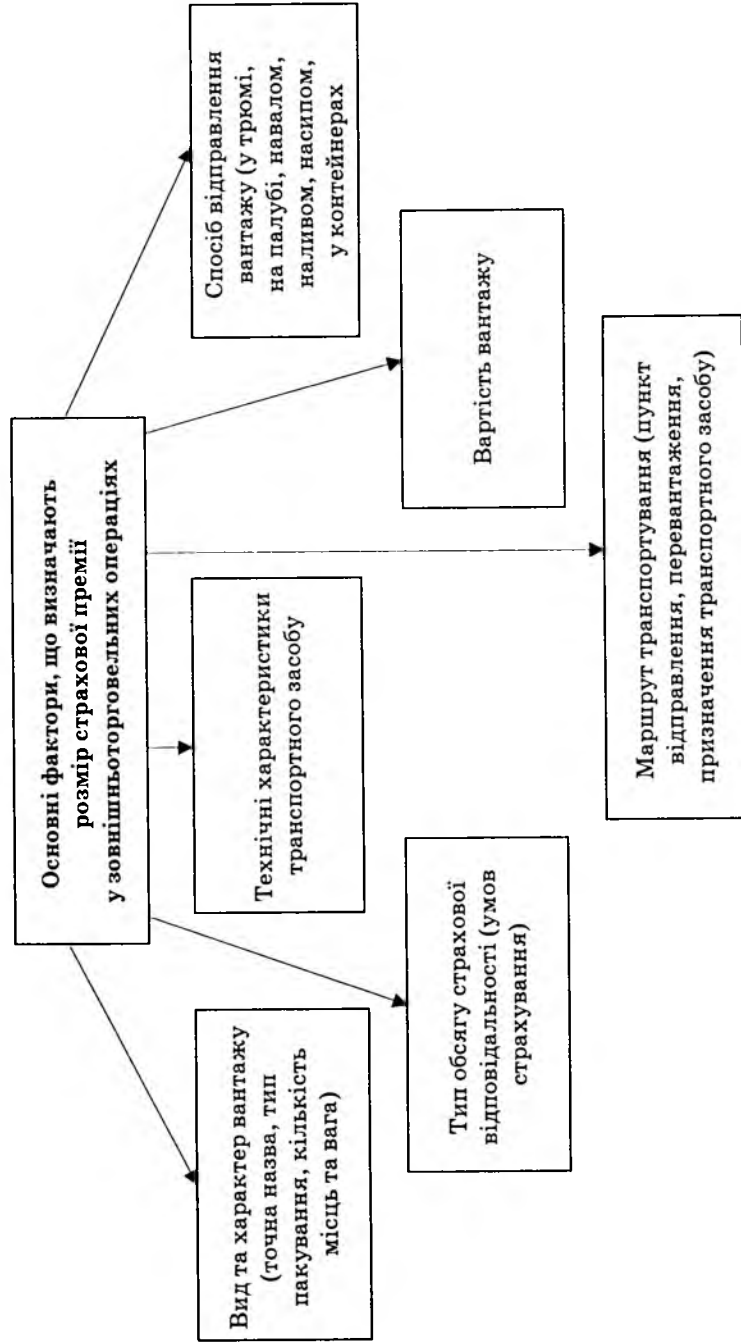 Основні фактори, що визначають
розмір страхової премії
у зовнішньоторговельних операціях
Вид та характер вантажу
(точна назва, тип
пакування, кількість
місць та вага)
Технічні характеристики
транспортного засобу
Спосіб відправлення
вантажу (у трюмі,
на палубі, навалом,
наливом, насипом,
у контейнерах
Тип обсягу страхової
відповідальності (умов
страхування)
Вартість вантажу
Маршрут транспортування (пункт
відправлення, перевантаження,
призначення транспортного засобу)